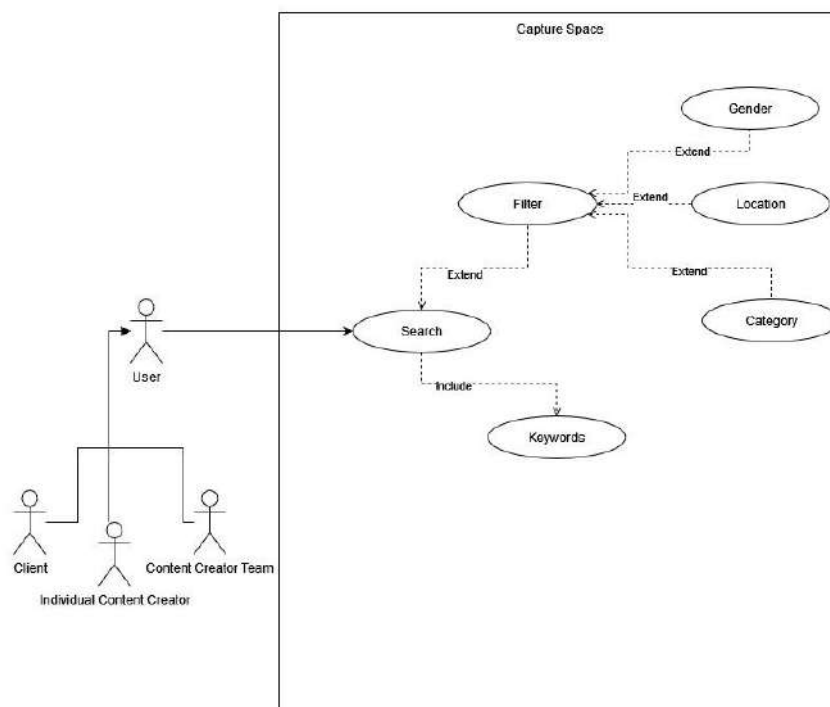 Capture Space
Gender
Extend
Filter
Extend
Location
Extend
Extend
Search
Category
User
Include
Keywords
Client
Content Creator Team
Individual Content Creator